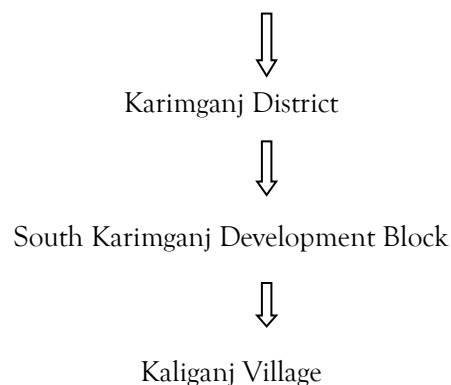 Karimganj District
South Karimganj Development Block
Kaliganj Village